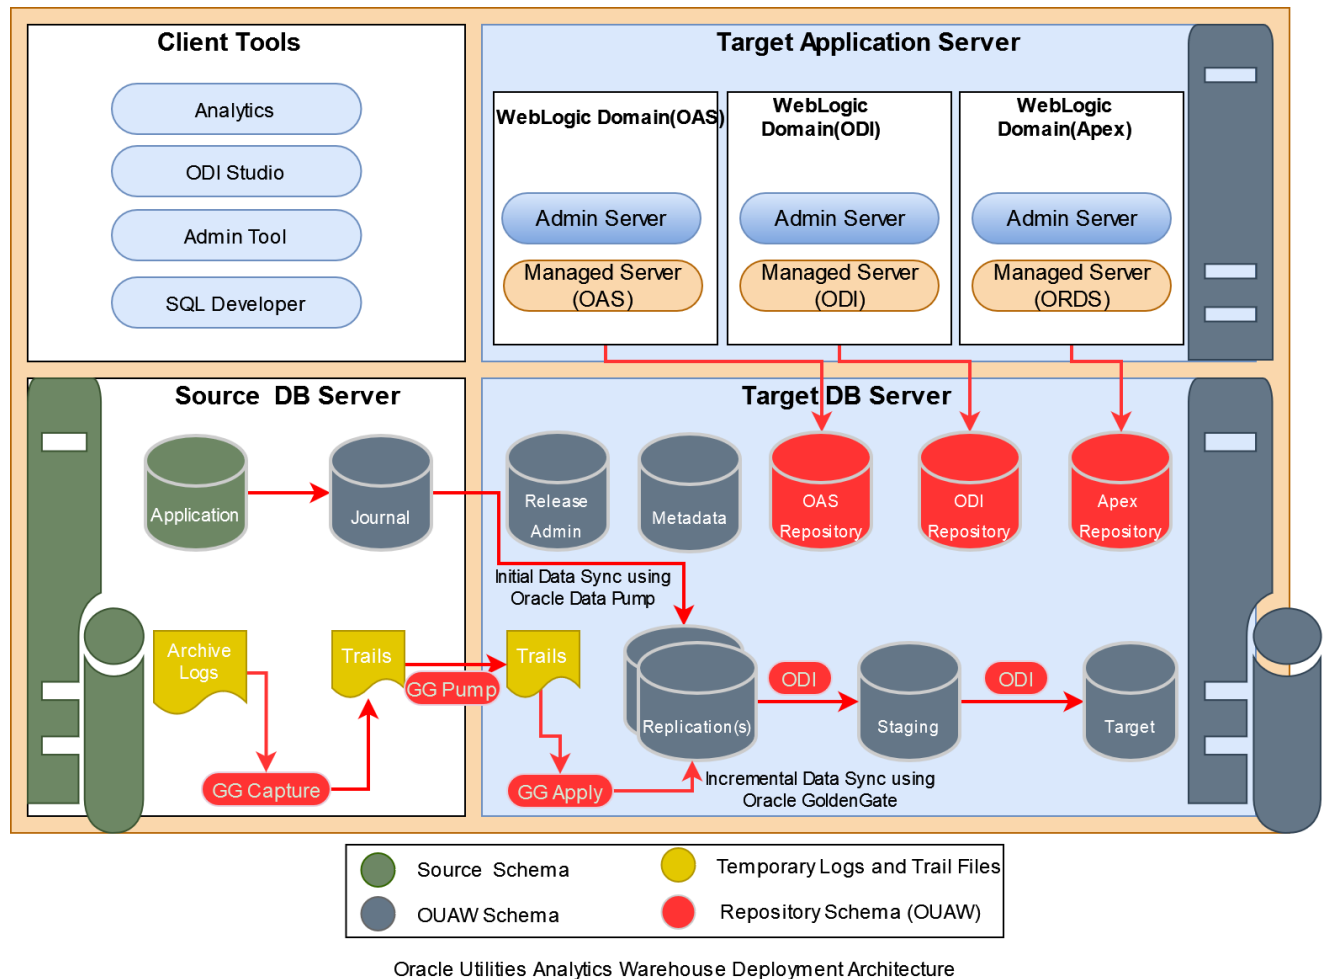 Client Tools
Analytics
ODI Studio
Admin Tool
SQL Developer
Target Application Server
WebLogic Domain(OAS)
Admin Server
Managed Server
(OAS)
WebLogic
Domain(ODI)
Admin Server
Managed Server
(ODI)
WebLogic
Domain(Apex)
Admin Server
Managed Server
(ORDS)
Source DB Server
Application
Journal
Archive
Logs
Trails
GG Pump
GG Capture
Target DB Server
Release
Admin
Metadata
OAS
Repository
ODI
Repository
Apex
Repository
Initial Data Sync using
Oracle Data Pump
Trails
Replication(s)
ODI
Staging
ODI
Target
GG Apply
Incremental Data Sync using
Oracle GoldenGate
Source Schema
Temporary Logs and Trail Files
OUAW Schema
Repository Schema (OUAW)
Oracle Utilities Analytics Warehouse Deployment Architecture